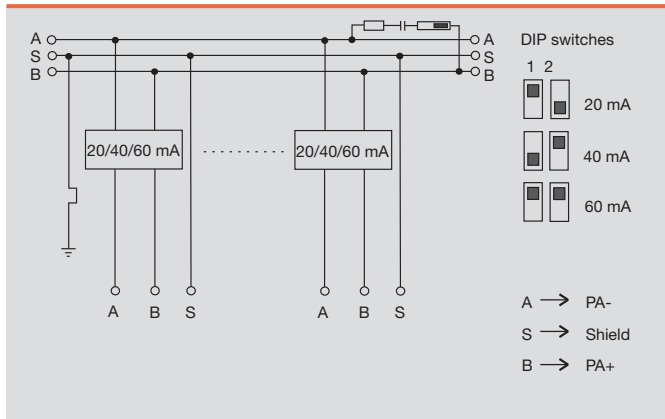 A A DIP switches
S S 1 2
B B
20 mA
20/40/60 mA 20/40/60 mA
40 mA
60 mA
A B S A B S
A → PA-
S → Shield
B → PA+